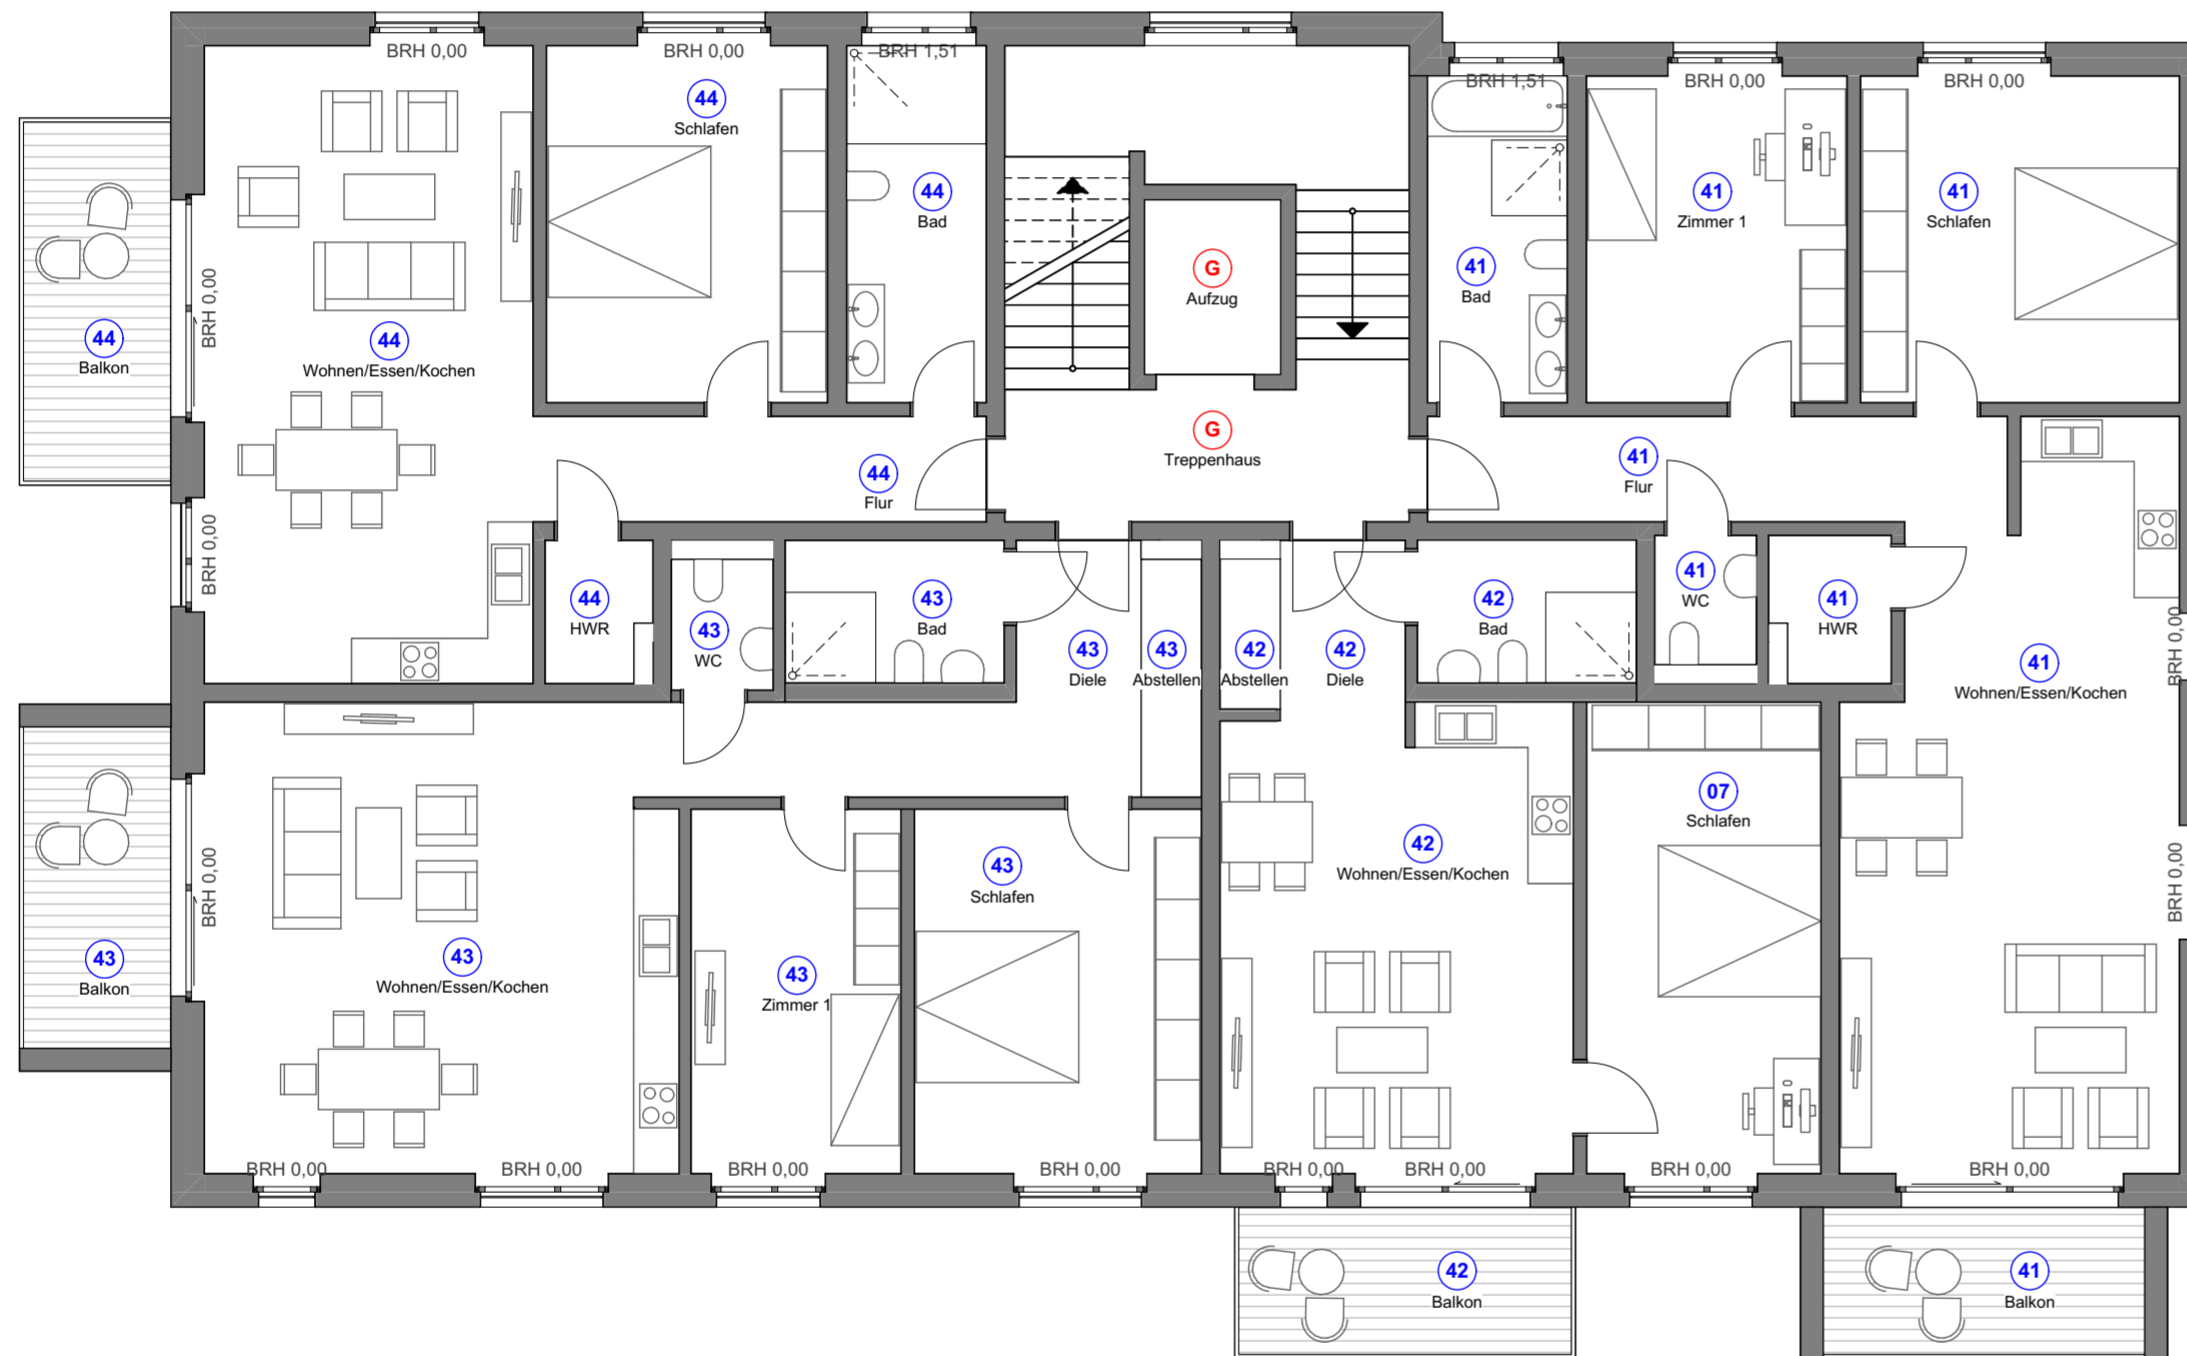 BRH 0,00
BRH 0,00
BRH 1,51
BRH 1,51
BRH 0,00
BRH 0,00
44
Schlafen
44
Bad
41
Zimmer 1
41
Schlafen
G
Aufzug
41
Bad
BRH 0,00
44
Balkon
44
Wohnen/Essen/Kochen
G
Treppenhaus
44
Flur
41
Flur
BRH 0,00
44
HWR
43
WC
43
Bad
43
Diele
43
Abstellen
42
Abstellen
42
Diele
42
Bad
41
WC
41
HWR
41
Wohnen/Essen/Kochen
BRH 0,00
07
Schlafen
42
Wohnen/Essen/Kochen
43
Schlafen
BRH 0,00
BRH 0,00
43
Balkon
43
Wohnen/Essen/Kochen
43
Zimmer 1
BRH 0,00
BRH 0,00
BRH 0,00
BRH 0,00
BRH 0,00
BRH 0,00
BRH 0,00
BRH 0,00
42
Balkon
41
Balkon